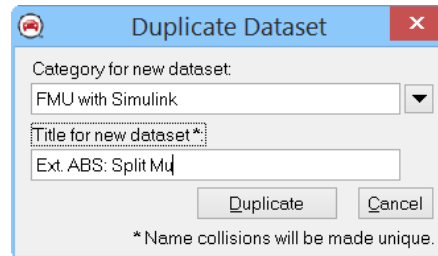 Duplicate Dataset
Category for new dataset:
FMU with Simulink
Title for new dataset*:
Ext. ABS: Split Mu
Duplicate Cancel
* Name collisions will be made unique.